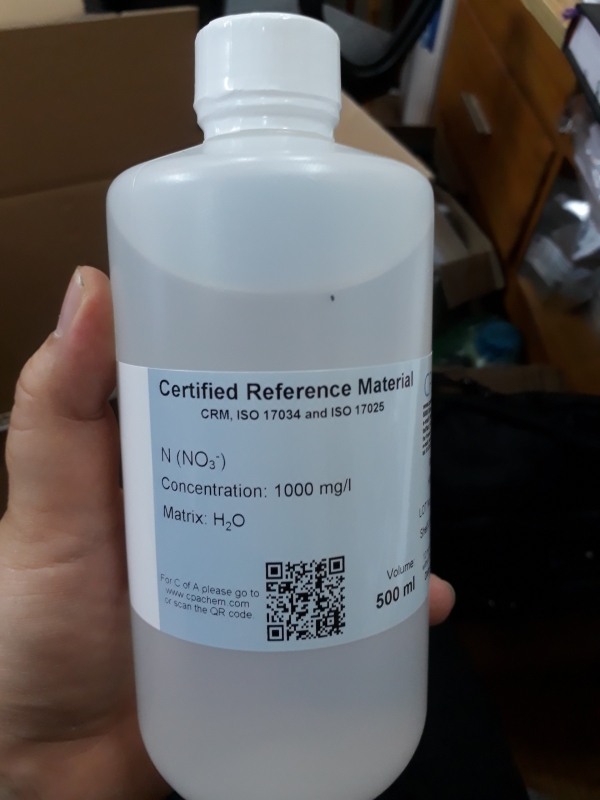 Certified Reference Material
CRM, ISO 17034 and ISO 17025
N (NO₃⁻)
Concentration: 1000 mg/l
Matrix: H₂O
For C of A please go to
www.cpachem.com
or scan the QR code
Volume
500 ml